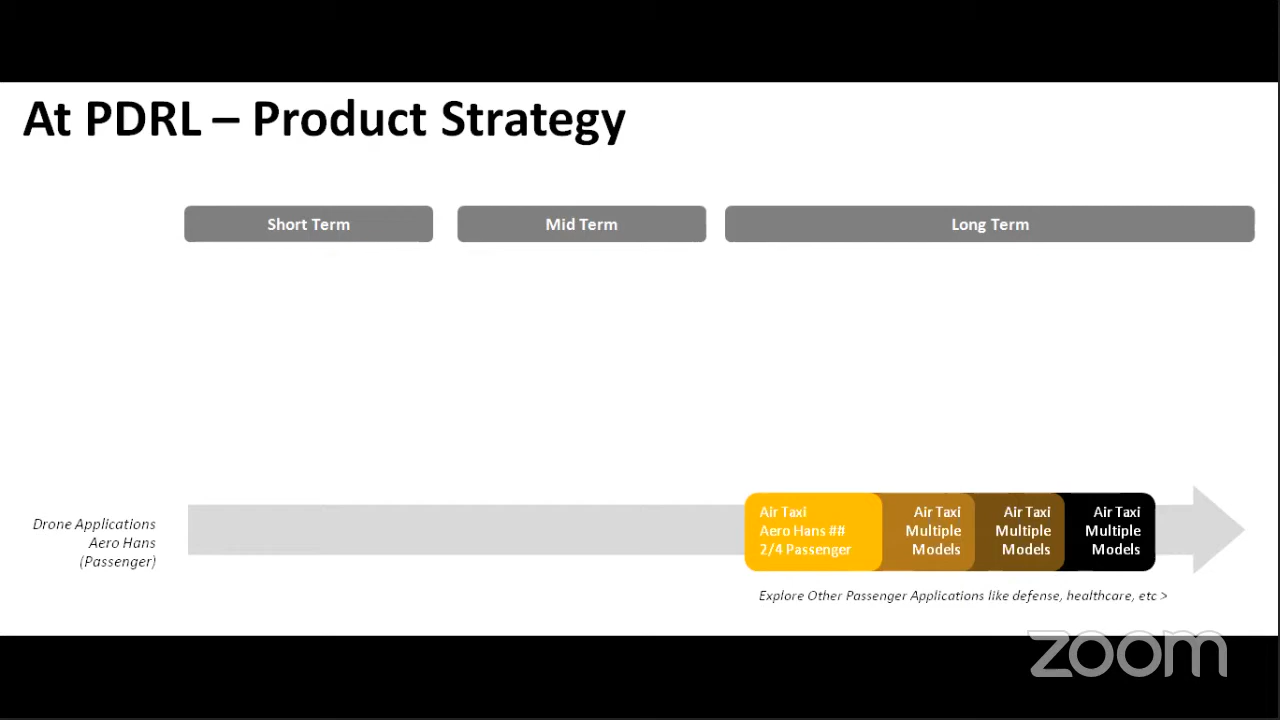 At PDRL – Product Strategy
Short Term
Mid Term
Long Term
Drone Applications
Aero Hans
(Passenger)
Air Taxi
Aero Hans ##
2/4 Passenger
Air Taxi
Multiple
Models
Air Taxi
Multiple
Models
Air Taxi
Multiple
Models
Explore Other Passenger Applications like defense, healthcare, etc >
zoom